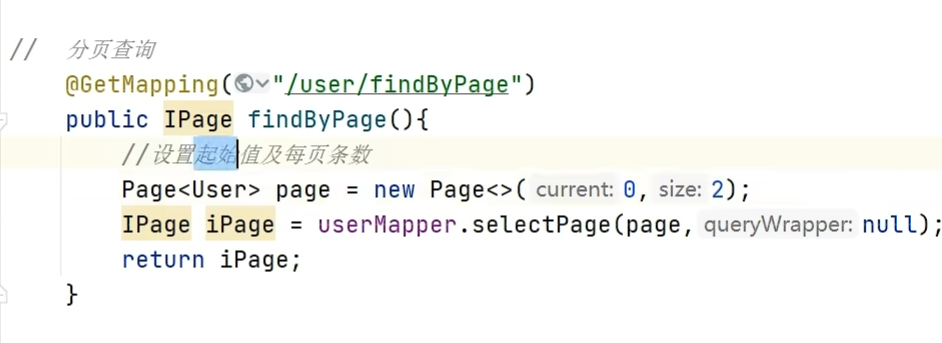 // 分页查询
@GetMapping("/user/findByPage")
public IPage findByPage(){
//设置起始值及每页条数
Page<User> page = new Page<>( current: 0, size: 2);
IPage iPage = userMapper.selectPage(page, queryWrapper: null);
return iPage;
}